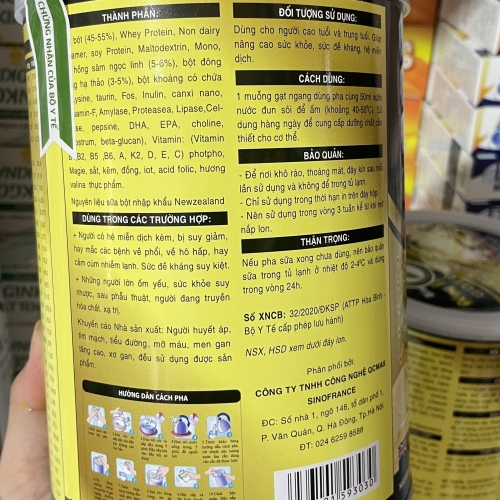 CHỨNG NHẬN CỦA BỘ Y TẾ
THÀNH PHẦN:
bột (45-55%), Whey Protein, Non dairy
amer, soy Protein, Maltodextrin, Mono,
hồng sâm ngọc linh (5-6%), bột đông
ng hạ thảo (3-5%), bột khoáng có chứa
ysine, taurin, Fos, Inulin, canxi nano,
amin-F, Amylase, Proteasea, Lipase,Cel-
se, pepsine, DHA, EPA, choline,
ostrum, beta-glucan), Vitamin: (Vitamin
B2, B5 ,B6, A, K2, D, E, C) photpho,
Magie, sắt, kẽm, đồng, iot, acid folic, hương
valina thực phẩm.
Nguyên liệu sữa bột nhập khẩu Newzealand
DÙNG TRONG CÁC TRƯỜNG HỢP:
+ Người có hệ miễn dịch kém, bị suy giảm,
hay mắc các bệnh về phổi, về hô hấp, hay
cảm cúm nhiễm lạnh. Sức đề kháng suy kiệt.
+ Những người lớn ốm yếu, sức khỏe suy
nhược, sau phẫu thuật, người đang truyền
hóa chất, xạ trị.
Khuyến cáo Nhà sản xuất: Người huyết áp,
tim mạch, tiểu đường, mỡ máu, men gan
tăng cao, xơ gan, đều sử dụng được sản
phẩm.
HƯỚNG DẪN CÁCH PHA
ĐỐI TƯỢNG SỬ DỤNG:
Dùng cho người cao tuổi và trung tuổi. Giúp
nâng cao sức khỏe, sức đề kháng, hệ miễn
dịch.
CÁCH DÙNG:
1 muỗng gạt ngang dùng pha cùng 50ml nước
nước đun sôi để ấm (khoảng 40-50°C). Sử
dụng hàng ngày để cung cấp dưỡng chất cần
thiết cho cơ thể.
BẢO QUẢN:
- Để nơi khô ráo, thoáng mát, đậy kín sau mỗi
lần sử dụng và không để trong tủ lạnh.
- Chỉ sử dụng trong thời hạn in trên đáy hộp
- Nên sử dụng trong vòng 3 tuần kể từ khi mở
nắp lon.
THẬN TRỌNG:
Nếu pha sữa xong chưa dùng, nên bảo quản
sữa trong tủ lạnh ở nhiệt độ 2-4ºC và dùng
trong vòng 24h.
Số XNCB: 32/2020/ĐKSP (ATTP Hòa Bình -
Bộ Y Tế cấp phép lưu hành)
NSX, HSD xem dưới đáy lon.
Phân phối bởi:
CÔNG TY TNHH CÔNG NGHỆ QCMAX
SINOFRANCE
ĐC: Số nhà 1, ngõ 146, tổ dân phố 1,
P. Văn Quán, Q. Hà Đông, Tp.Hà Nội.
ĐT: 024 6259 8588